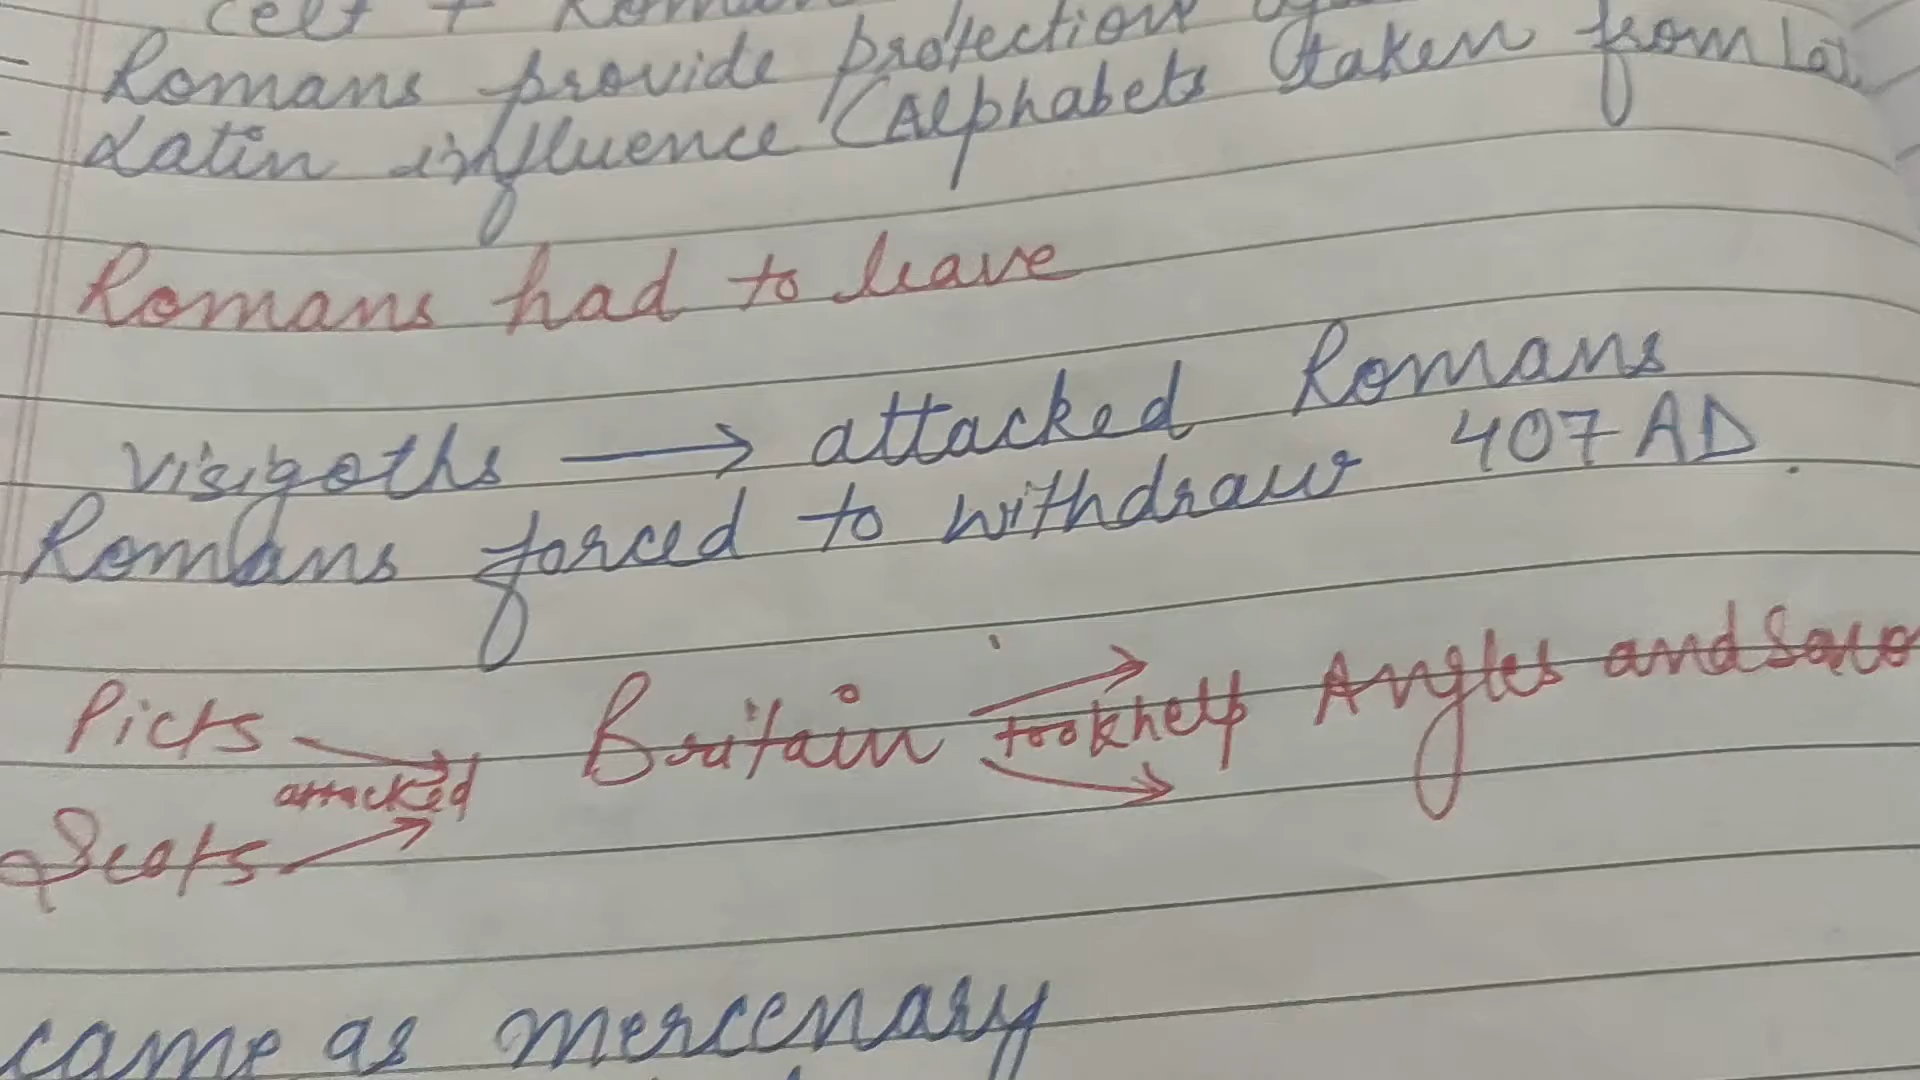 Celt +
Romans provide protection
Latin influence (Alphabets taken from
Romans had to leave
Visigoths → attacked Romans
Romans forced to withdraw 407 AD.
Picts → Britain → took help Angles and
attacked
Scots →
came as mercenary